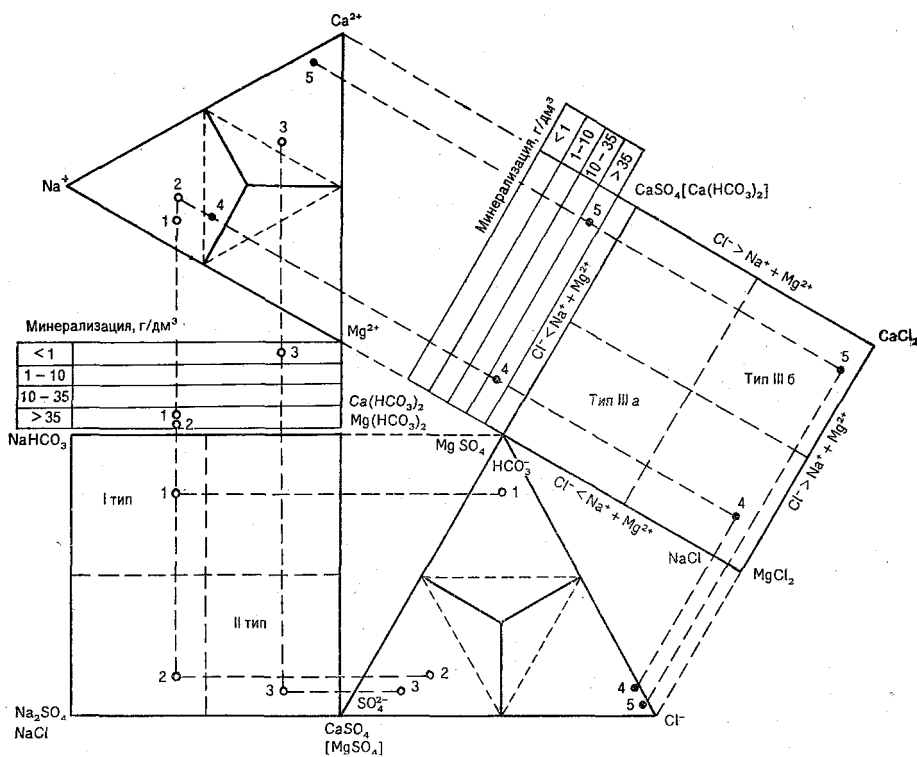 Ca²⁺
5
3
Na⁺
2
4
1
Mg²⁺
Минерализация, г/дм³
<1
1–10
10–35
>35
Минерализация, г/дм³
<1
1–10
10–35
>35
3
1
2
CaSO₄[Ca(HCO₃)₂]
5
4
Cl⁻ > Na⁺ + Mg²⁺
Cl⁻ < Na⁺ + Mg²⁺
CaCl₂
5
Тип III а
Тип III б
4
Cl⁻ > Na⁺ + Mg²⁺
Cl⁻ < Na⁺ + Mg²⁺
NaCl
MgCl₂
Ca(HCO₃)₂
Mg(HCO₃)₂
NaHCO₃
MgSO₄
HCO₃⁻
I тип
1
1
II тип
2
2
3
3
SO₄²⁻
4
5
Na₂SO₄
NaCl
CaSO₄
[MgSO₄]
Cl⁻